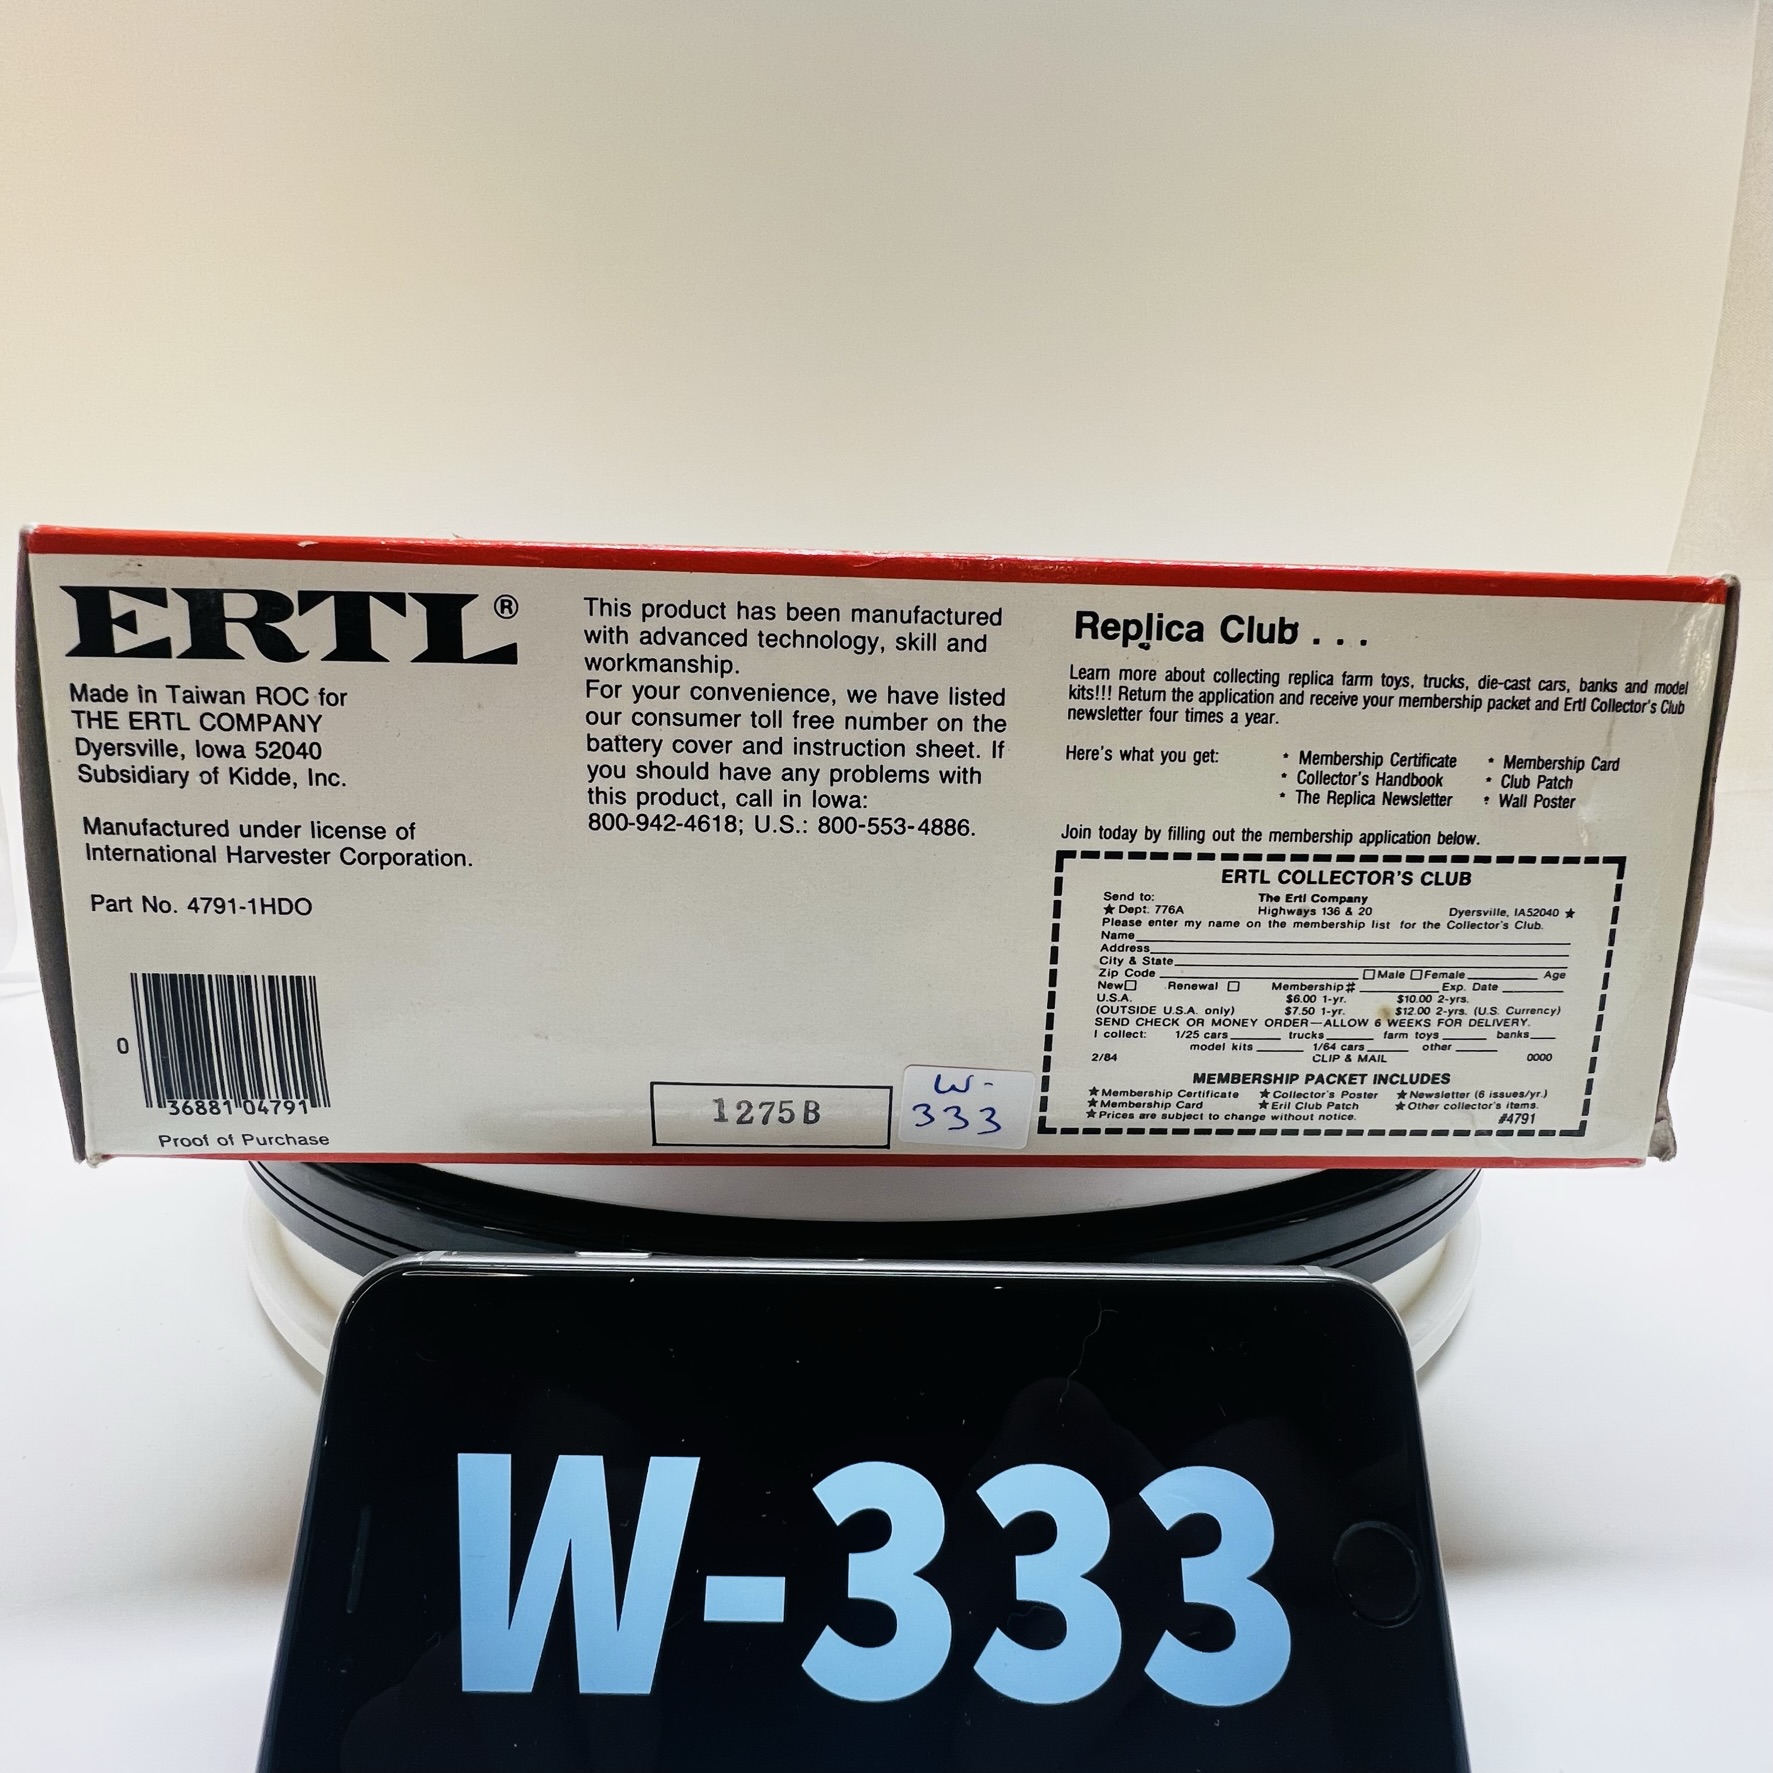 ERTL®
Made in Taiwan ROC for
THE ERTL COMPANY
Dyersville, Iowa 52040
Subsidiary of Kidde, Inc.
Manufactured under license of
International Harvester Corporation.
Part No. 4791-1HDO
0
36881 04791
Proof of Purchase
This product has been manufactured
with advanced technology, skill and
workmanship.
For your convenience, we have listed
our consumer toll free number on the
battery cover and instruction sheet. If
you should have any problems with
this product, call in Iowa:
800-942-4618; U.S.: 800-553-4886.
1275B
W-
333
Replica Club . . .
Learn more about collecting replica farm toys, trucks, die-cast cars, banks and model
kits!!! Return the application and receive your membership packet and Ertl Collector's Club
newsletter four times a year.
Here's what you get: * Membership Certificate * Membership Card
* Collector's Handbook * Club Patch
* The Replica Newsletter * Wall Poster
Join today by filling out the membership application below.
ERTL COLLECTOR'S CLUB
Send to: The Ertl Company
★ Dept. 776A Highways 136 & 20 Dyersville, IA52040 ★
Please enter my name on the membership list for the Collector's Club.
Name
Address
City & State
Zip Code □ Male □ Female Age
New □ Renewal □ Membership# Exp. Date
U.S.A. $6.00 1-yr. $10.00 2-yrs.
(OUTSIDE U.S.A. only) $7.50 1-yr. $12.00 2-yrs. (U.S. Currency)
SEND CHECK OR MONEY ORDER—ALLOW 6 WEEKS FOR DELIVERY.
I collect: 1/25 cars trucks farm toys banks
model kits 1/64 cars other
2/84 CLIP & MAIL 0000
MEMBERSHIP PACKET INCLUDES
★ Membership Certificate ★ Collector's Poster ★ Newsletter (6 issues/yr.)
★ Membership Card ★ Ertl Club Patch ★ Other collector's items.
★ Prices are subject to change without notice. #4791
W-333